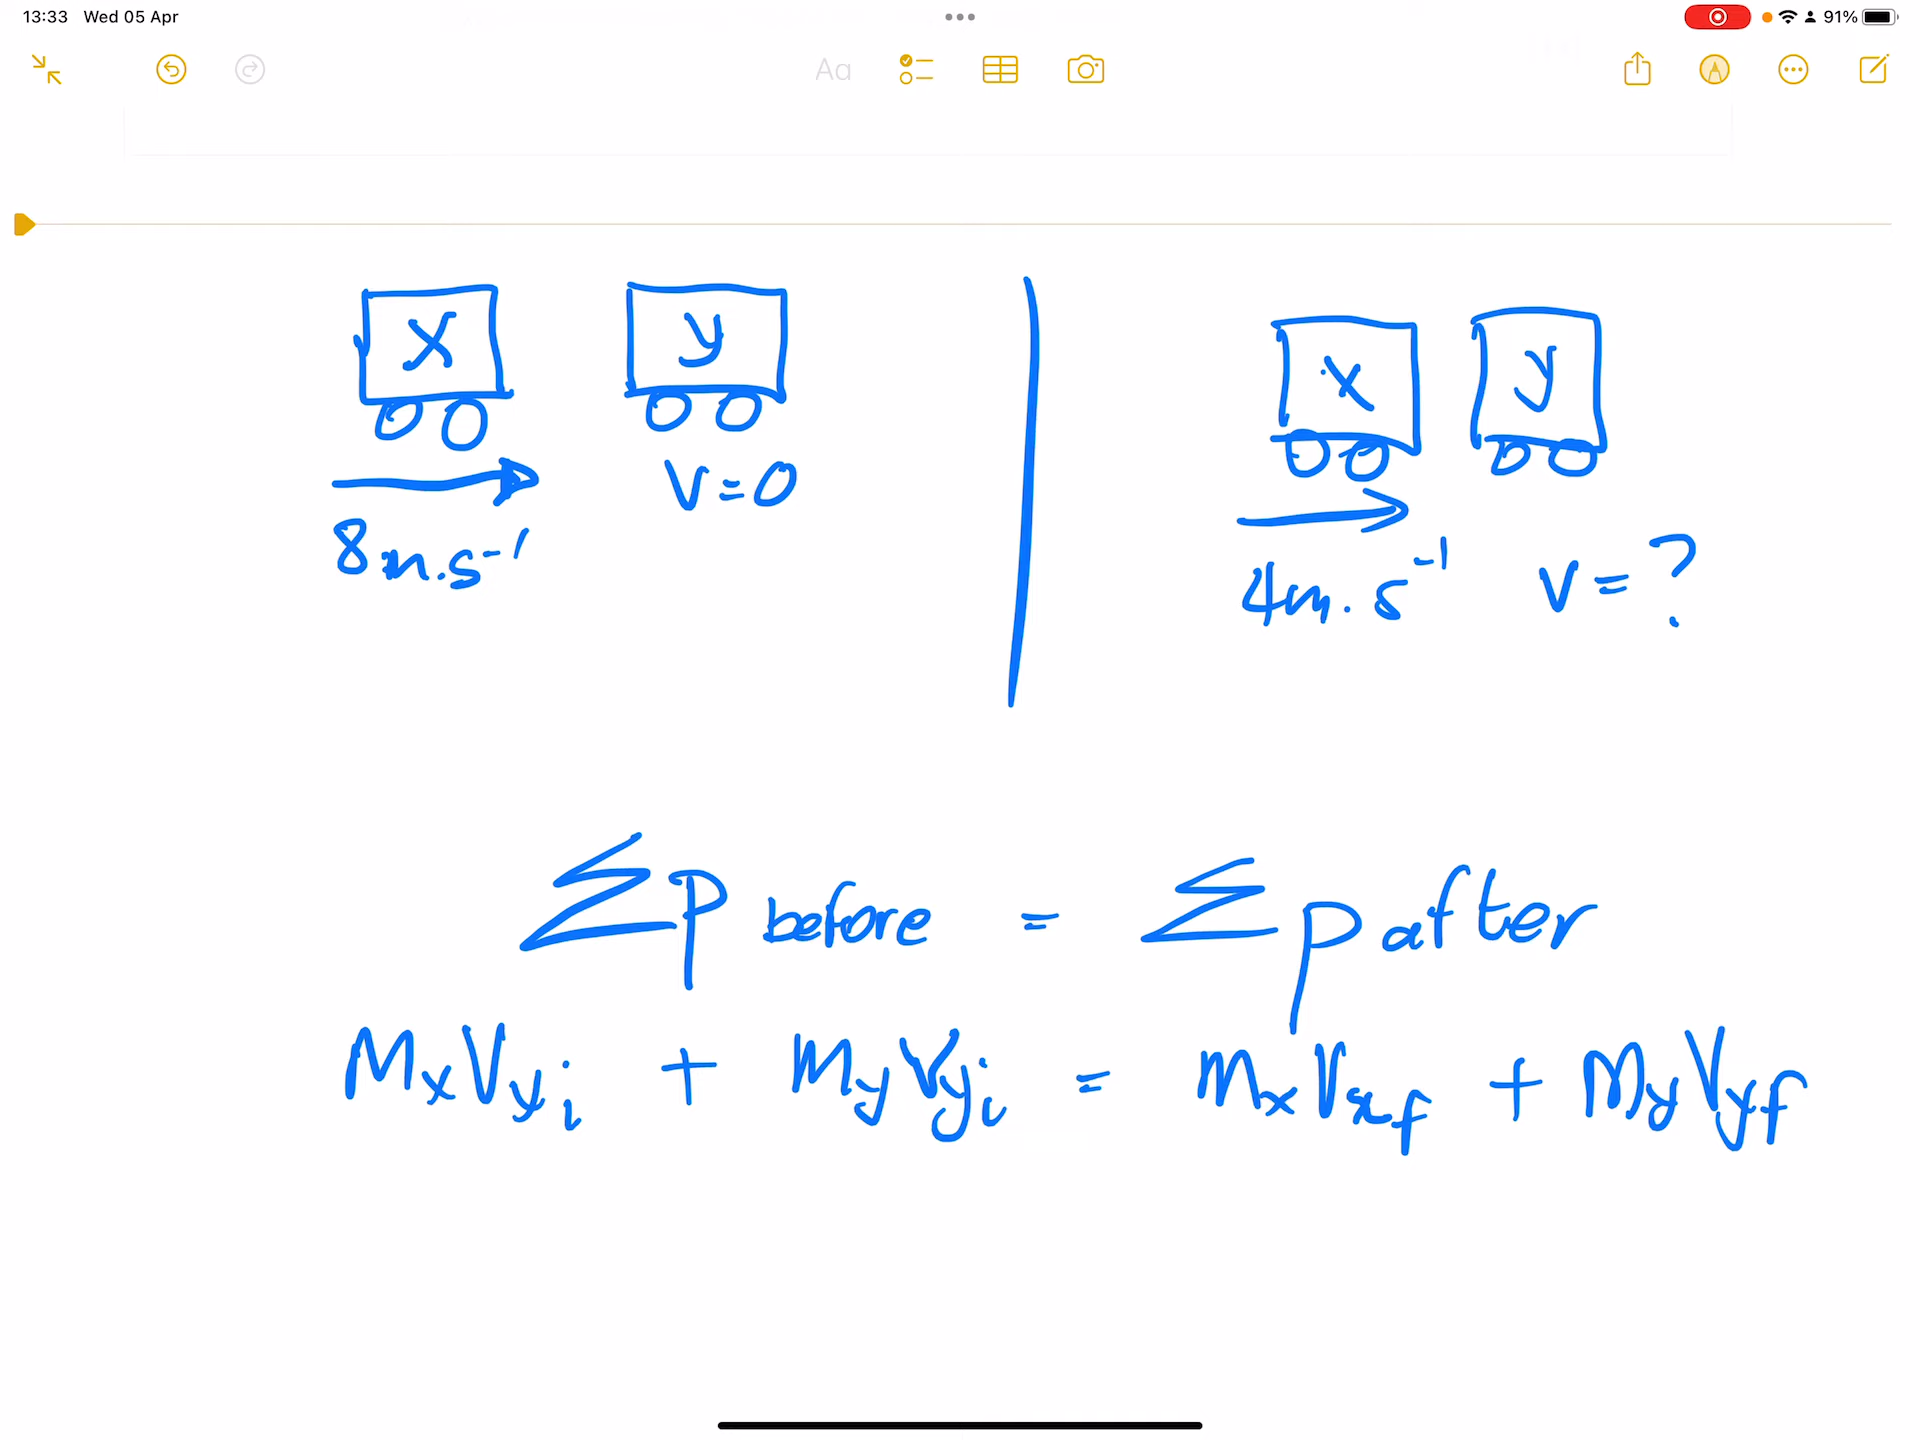 13:33 Wed 05 Apr
91%
Aa
X y
x y
V=0
8m.s⁻¹
4m.s⁻¹ V=?
Σp before = Σp after
MxVyi + MyVyi = mxVxf + MyVyf